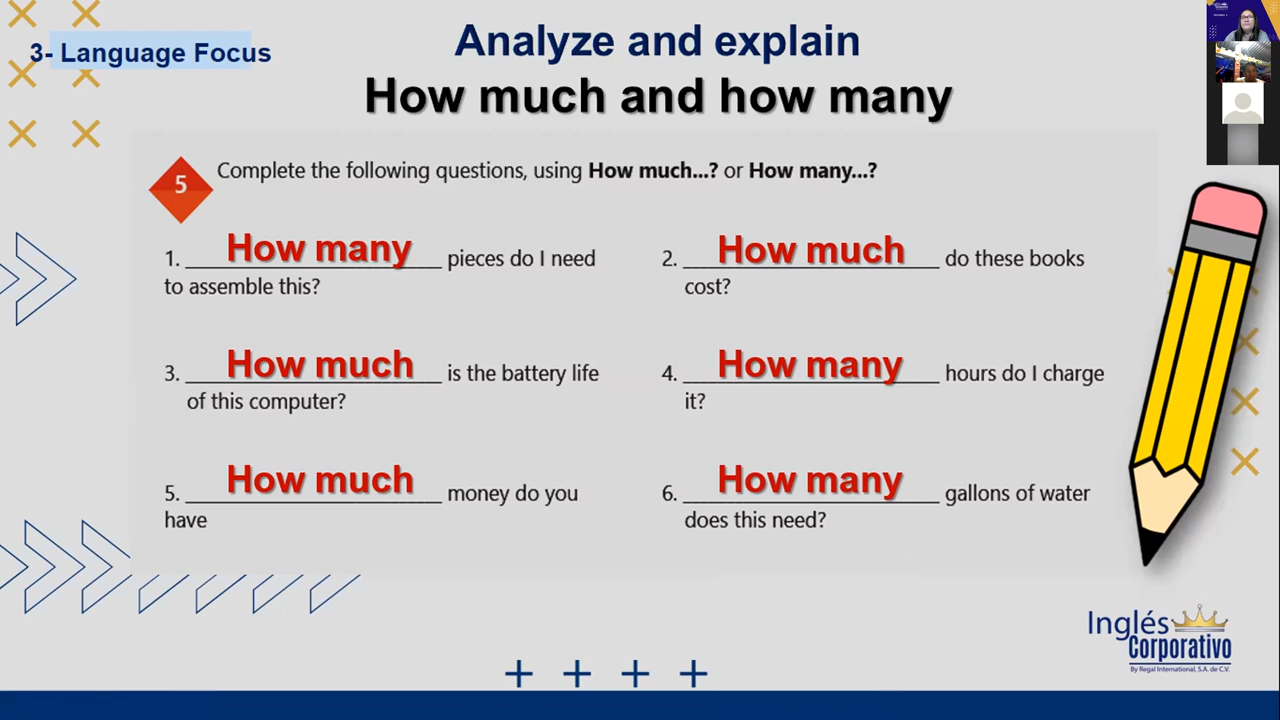 3- Language Focus
Analyze and explain
How much and how many
5
Complete the following questions, using How much...? or How many...?
1. How many pieces do I need
to assemble this?
2. How much do these books
cost?
3. How much is the battery life
of this computer?
4. How many hours do I charge
it?
5. How much money do you
have
6. How many gallons of water
does this need?
Inglés
Corporativo
By Regal International, S.A. de C.V.